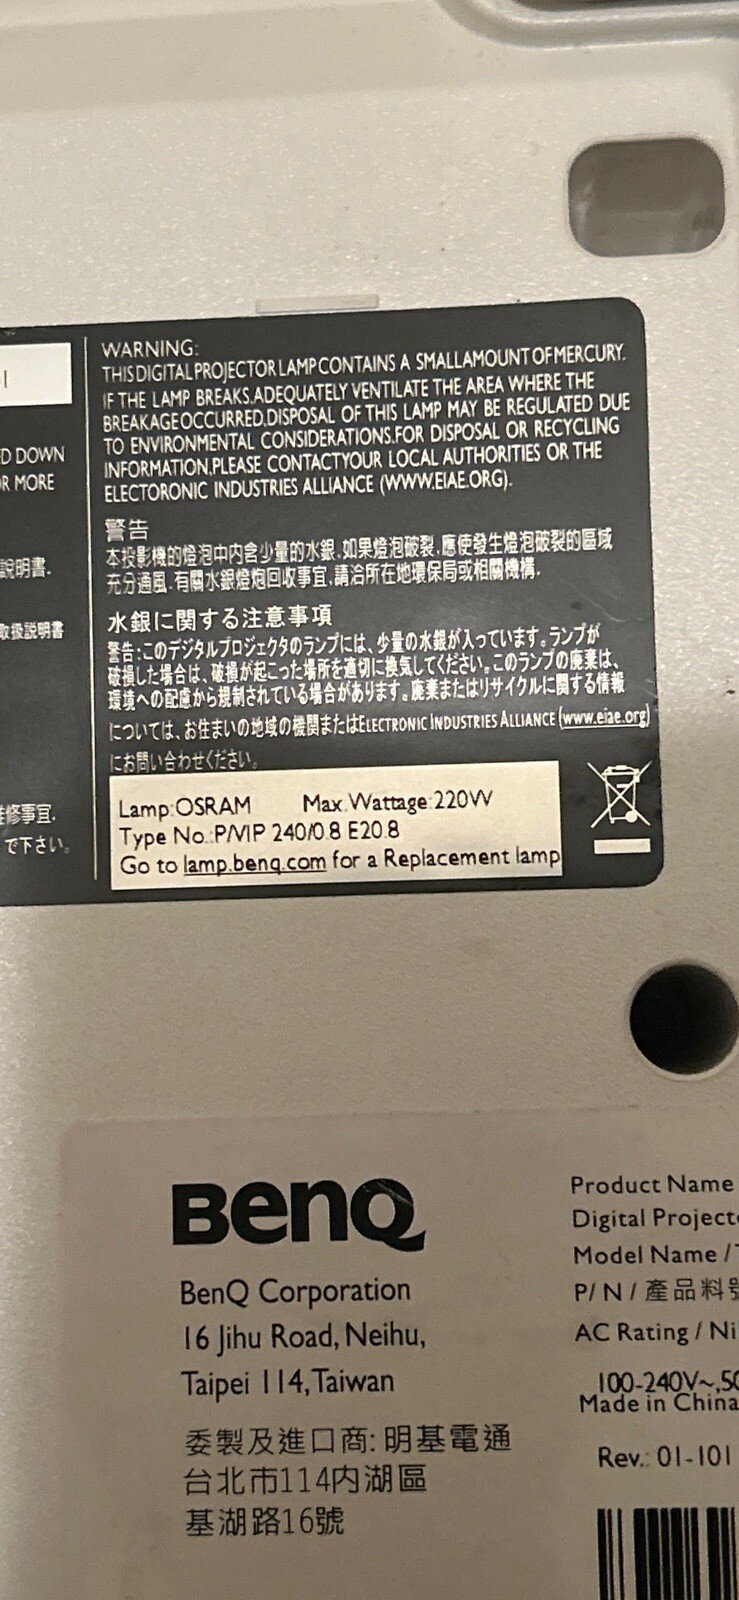 WARNING:
THIS DIGITAL PROJECTOR LAMP CONTAINS A SMALL AMOUNT OF MERCURY.
IF THE LAMP BREAKS,ADEQUATELY VENTILATE THE AREA WHERE THE
BREAKAGE OCCURRED,DISPOSAL OF THIS LAMP MAY BE REGULATED DUE
TO ENVIRONMENTAL CONSIDERATIONS.FOR DISPOSAL OR RECYCLING
INFORMATION,PLEASE CONTACT YOUR LOCAL AUTHORITIES OR THE
ELECTORONIC INDUSTRIES ALLIANCE (WWW.EIAE.ORG).
D DOWN
R MORE
說明書.
取扱説明書
修事宜.
で下さい。
警告
本投影機的燈泡中内含少量的水銀.如果燈泡破裂.應使發生燈泡破裂的區域
充分通風.有關水銀燈炮回收事宜.請洽所在地環保局或相關機構.
水銀に関する注意事項
警告:このデジタルプロジェクタのランプには、少量の水銀が入っています。ランプが
破損した場合は、破損が起こった場所を適切に換気してください。このランプの廃棄は、
環境への配慮から規制されている場合があります。廃棄またはリサイクルに関する情報
については、お住まいの地域の機関またはELECTRONIC INDUSTRIES ALLIANCE (www.eiae.org)
にお問い合わせください。
Lamp:OSRAM Max.Wattage:220W
Type No.:P/VIP 240/0.8 E20.8
Go to lamp.benq.com for a Replacement lamp
BenQ
BenQ Corporation
16 Jihu Road, Neihu,
Taipei 114,Taiwan
委製及進口商: 明基電通
台北市114内湖區
基湖路16號
Product Name
Digital Project
Model Name /
P/ N / 產品料
AC Rating / Ni
100-240V~,50
Made in China
Rev.: 01-101